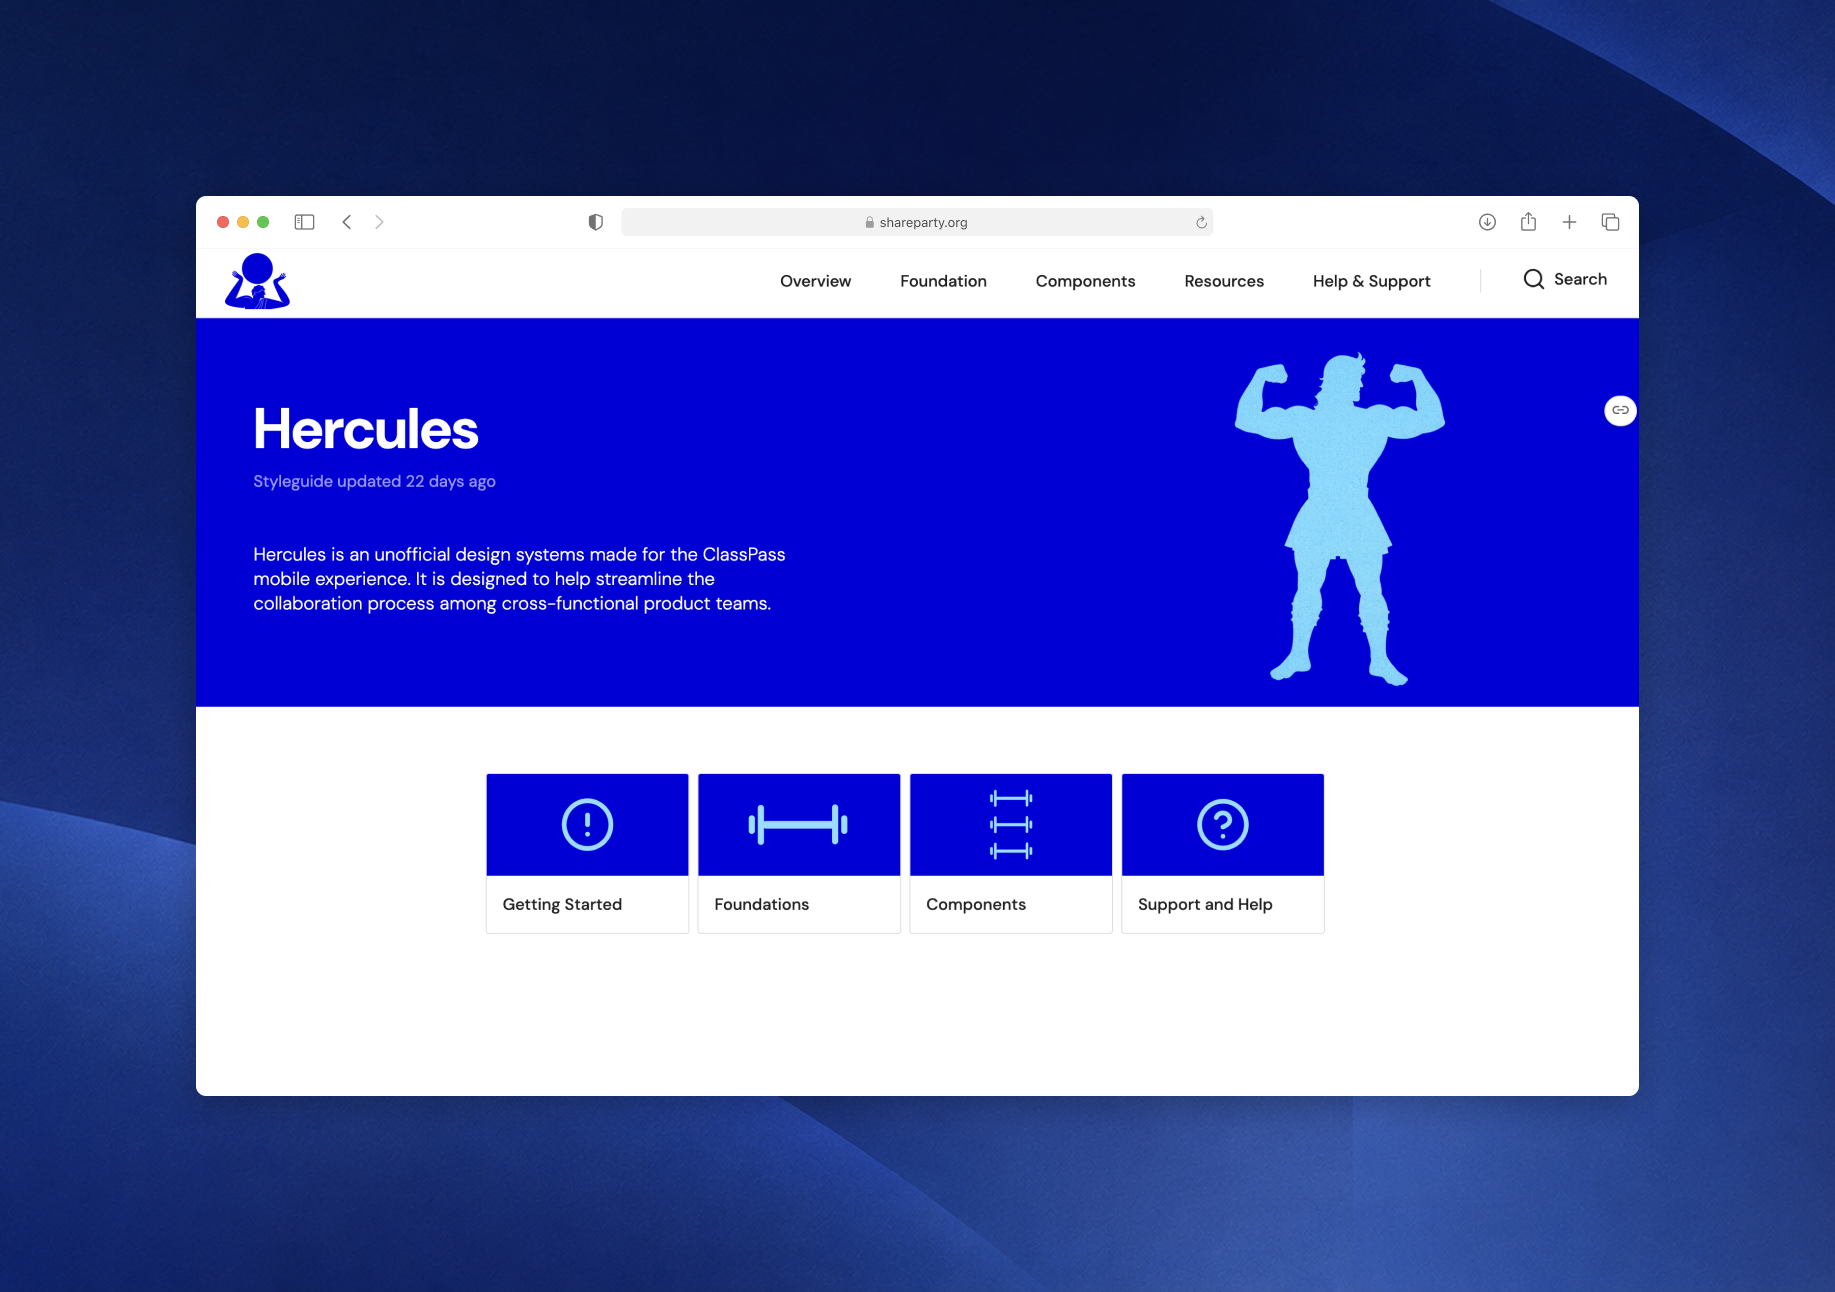 shareparty.org
Overview
Foundation
Components
Resources
Help & Support
Search
Hercules
Styleguide updated 22 days ago
Hercules is an unofficial design systems made for the ClassPass
mobile experience. It is designed to help streamline the
collaboration process among cross-functional product teams.
Getting Started
Foundations
Components
Support and Help